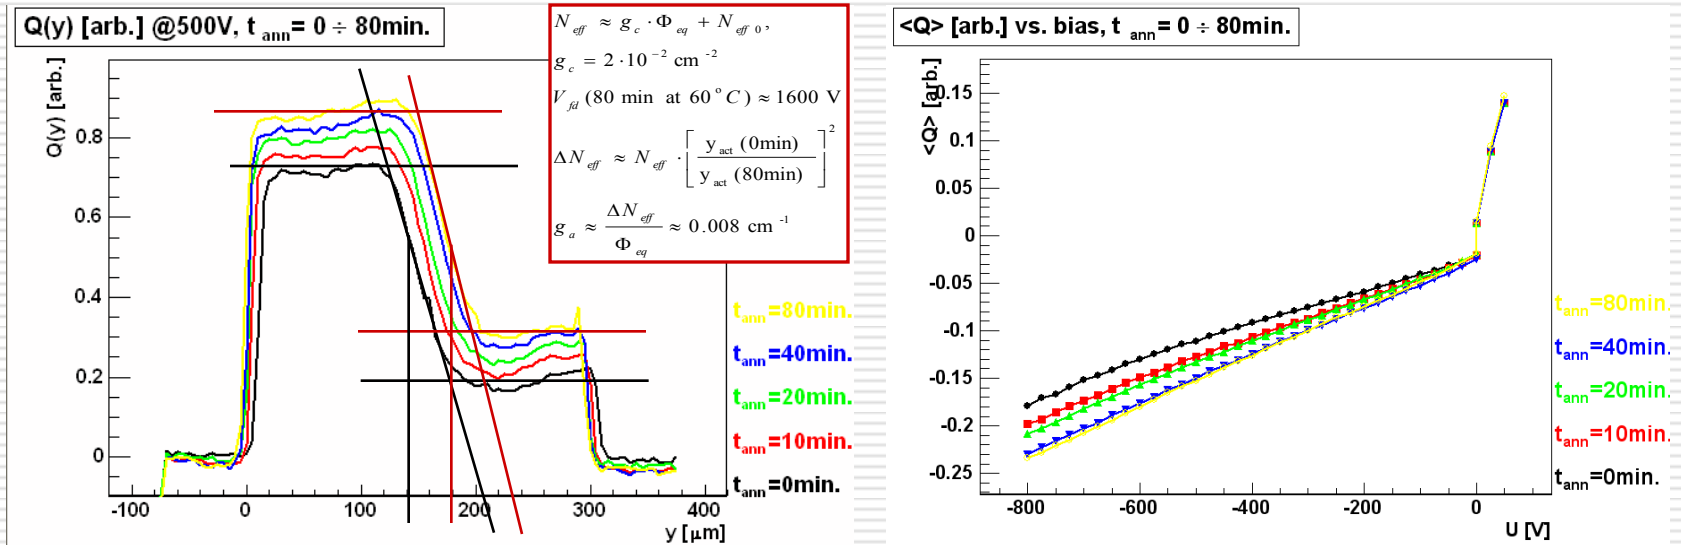 Q(y) [arb.] @500V, t ann= 0 ÷ 80min.
N eff ≈ g c · Φ eq + N eff 0 ,
g c = 2 ·10 −2 cm -2
V fd (80 min at 60 ° C) ≈ 1600 V
ΔN eff ≈ N eff · [ y act (0min) / y act (80min) ] 2
g a ≈ ΔN eff / Φ eq ≈ 0.008 cm -1
Q(y) [arb.]
0.8
0.6
0.4
0.2
0
-100 0 100 200 300 400
y [μm]
t ann=80min.
t ann=40min.
t ann=20min.
t ann=10min.
t ann=0min.
<Q> [arb.] vs. bias, t ann= 0 ÷ 80min.
<Q> [arb.]
0.15
0.1
0.05
0
-0.05
-0.1
-0.15
-0.2
-0.25
-800 -600 -400 -200 0
U [V]
t ann=80min.
t ann=40min.
t ann=20min.
t ann=10min.
t ann=0min.